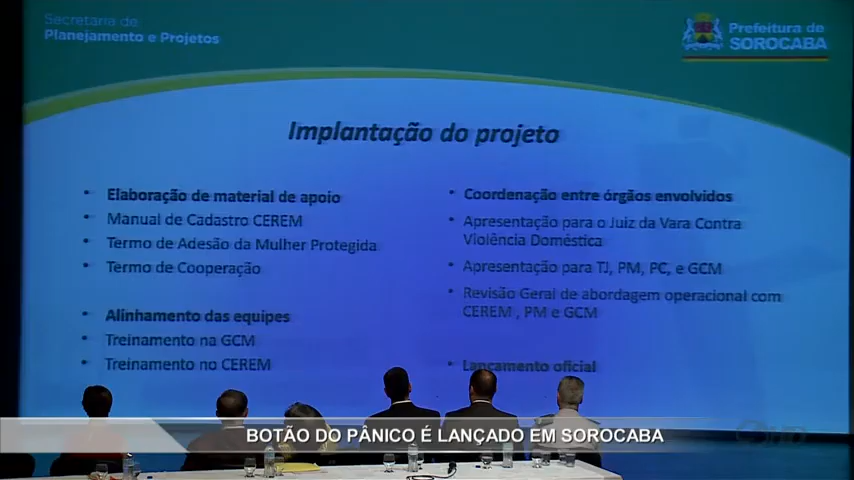 Secretaria de
Planejamento e Projetos
Prefeitura de
SOROCABA
Implantação do projeto
• Elaboração de material de apoio
• Manual de Cadastro CEREM
• Termo de Adesão da Mulher Protegida
• Termo de Cooperação
• Alinhamento das equipes
• Treinamento na GCM
• Treinamento no CEREM
• Coordenação entre órgãos envolvidos
• Apresentação para o Juiz da Vara Contra
Violência Doméstica
• Apresentação para TJ, PM, PC, e GCM
• Revisão Geral de abordagem operacional com
CEREM , PM e GCM
• Lançamento oficial
BOTÃO DO PÂNICO É LANÇADO EM SOROCABA